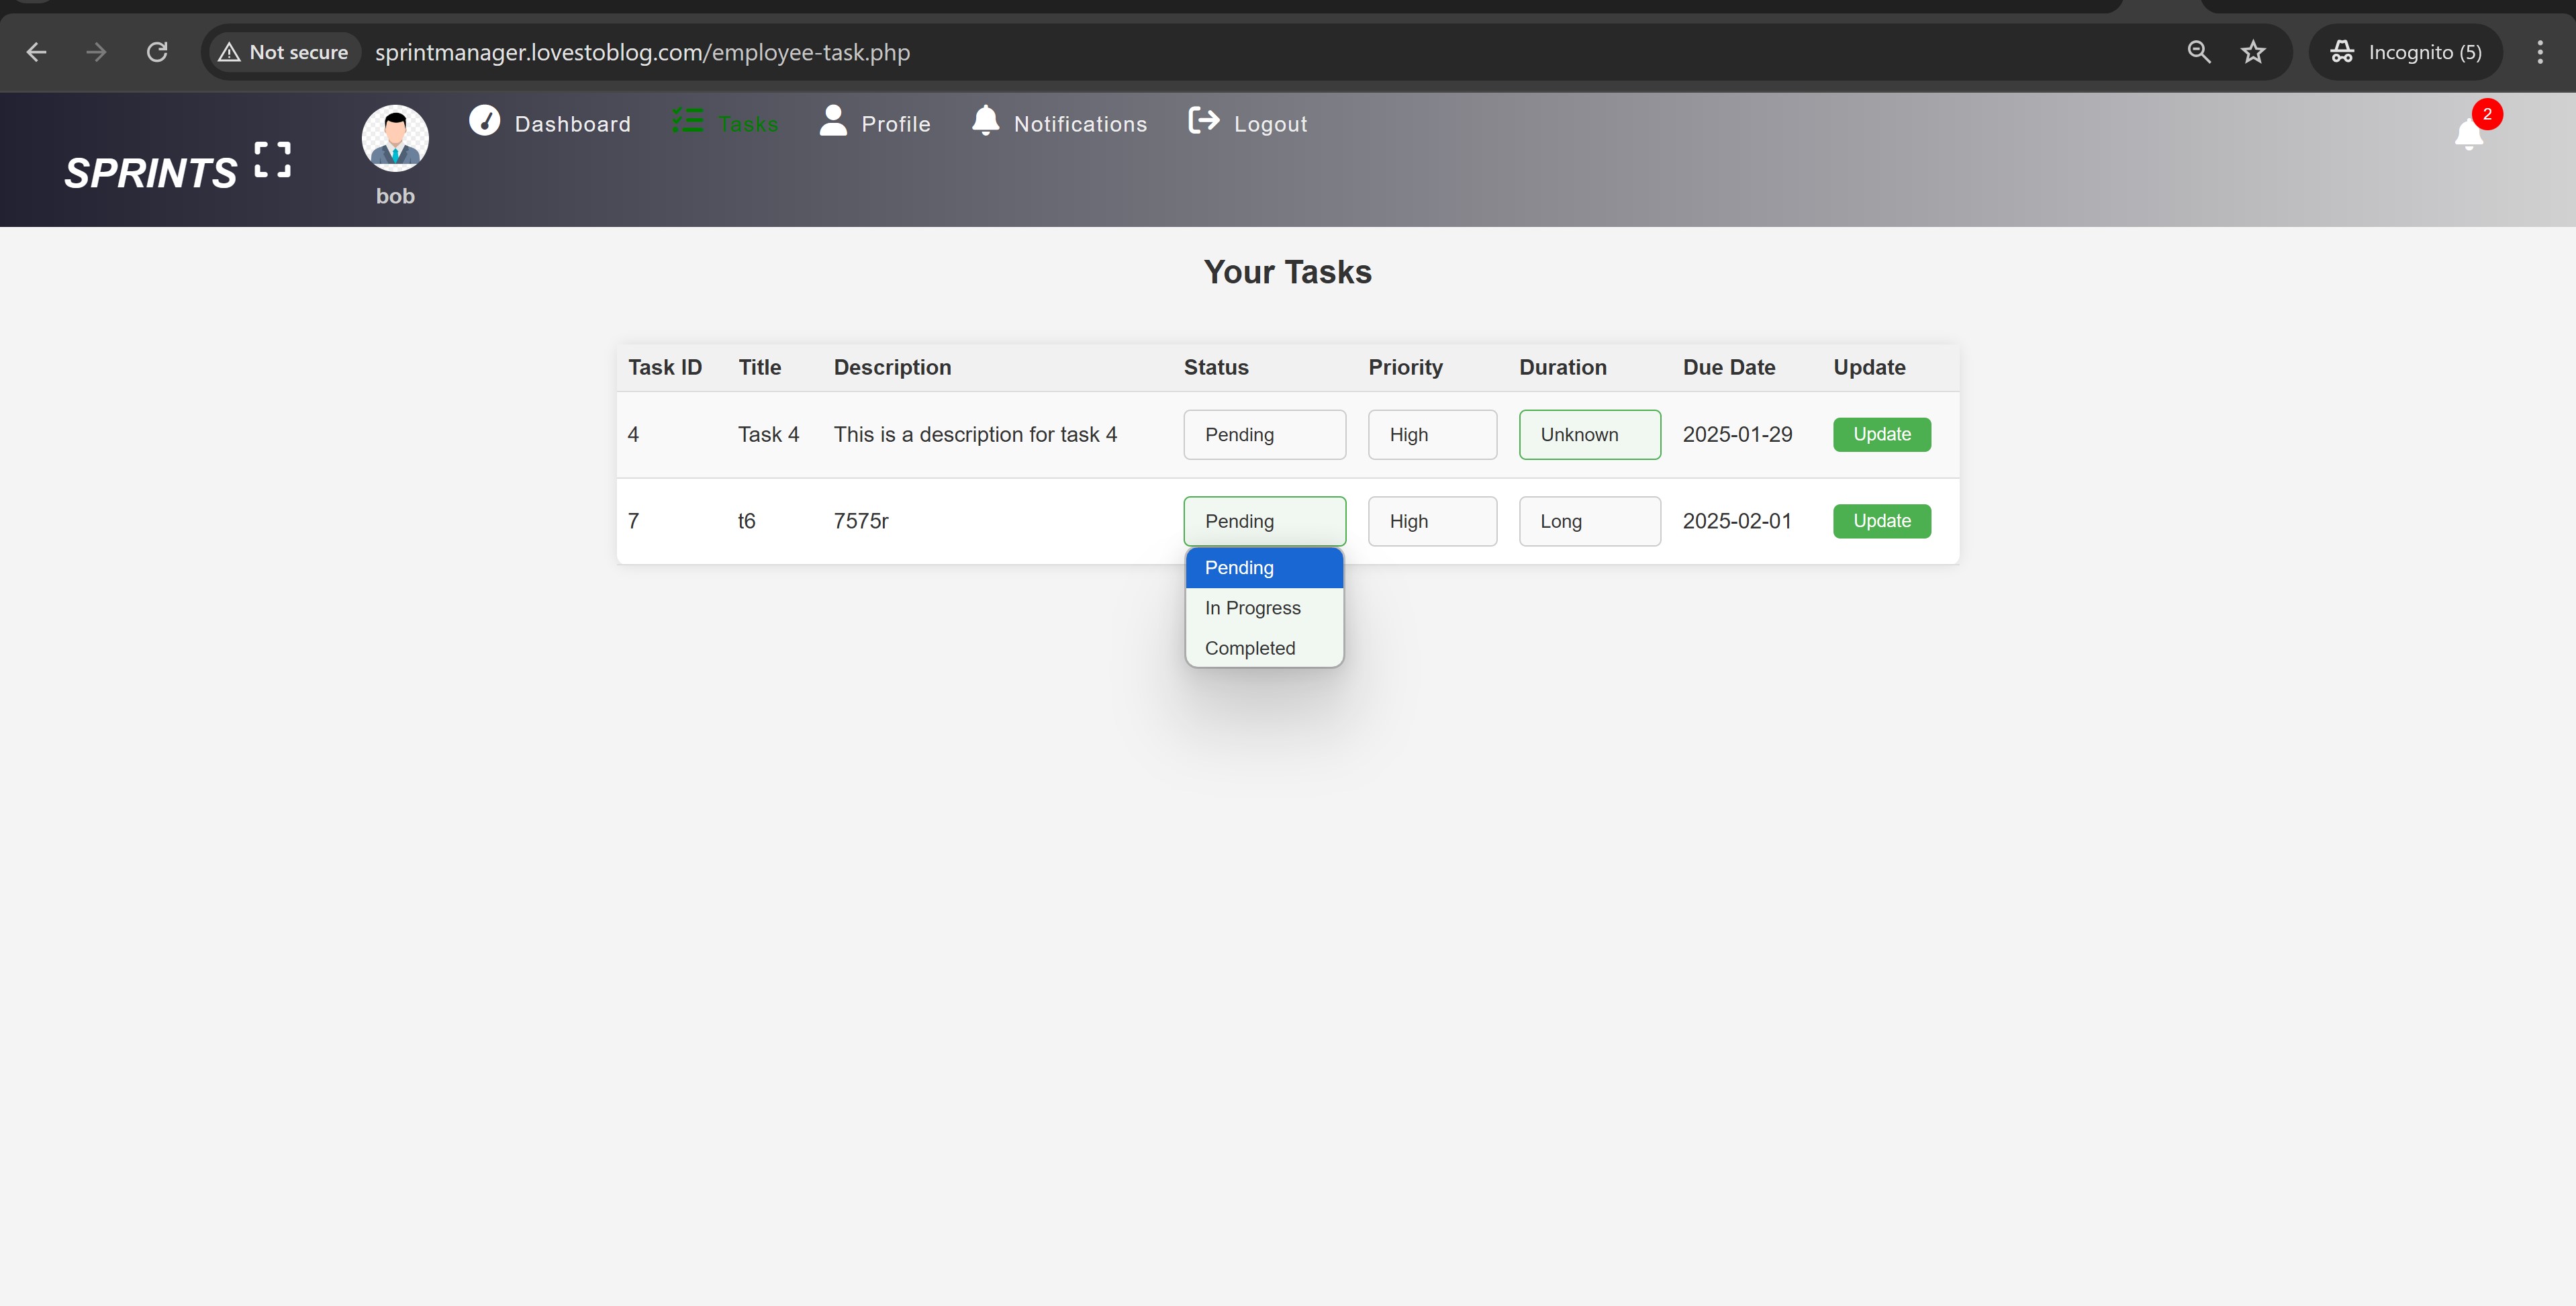 Not secure sprintmanager.lovestoblog.com/employee-task.php Incognito (5)
SPRINTS
bob
Dashboard Tasks Profile Notifications Logout
2
Your Tasks
Task ID Title Description Status Priority Duration Due Date Update
4 Task 4 This is a description for task 4 Pending High Unknown 2025-01-29 Update
7 t6 7575r Pending High Long 2025-02-01 Update
Pending
In Progress
Completed